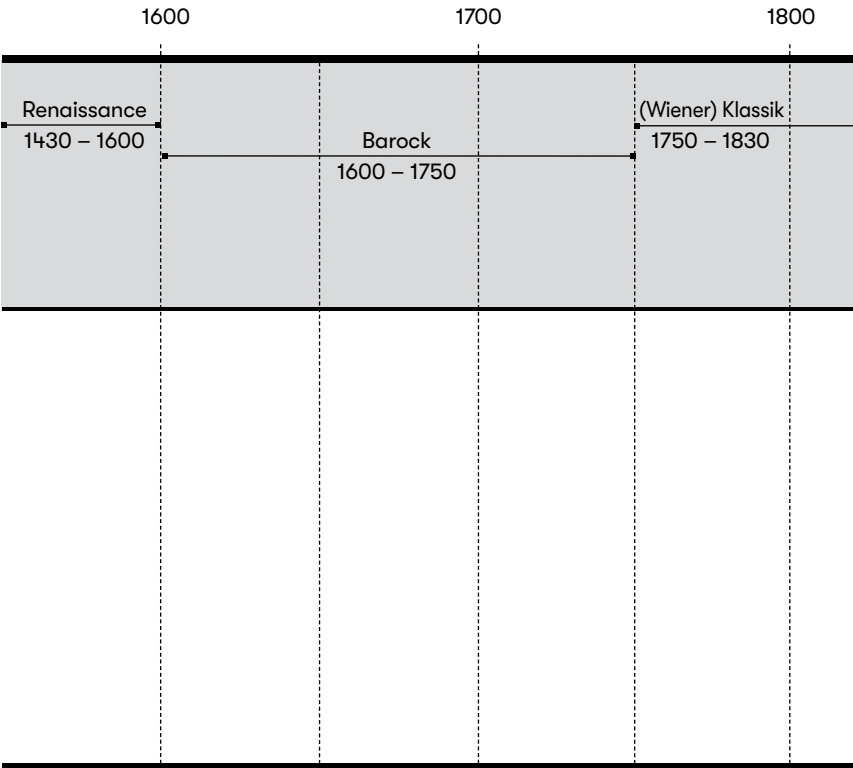 1600 1700 1800
Renaissance
1430 – 1600
Barock
1600 – 1750
(Wiener) Klassik
1750 – 1830